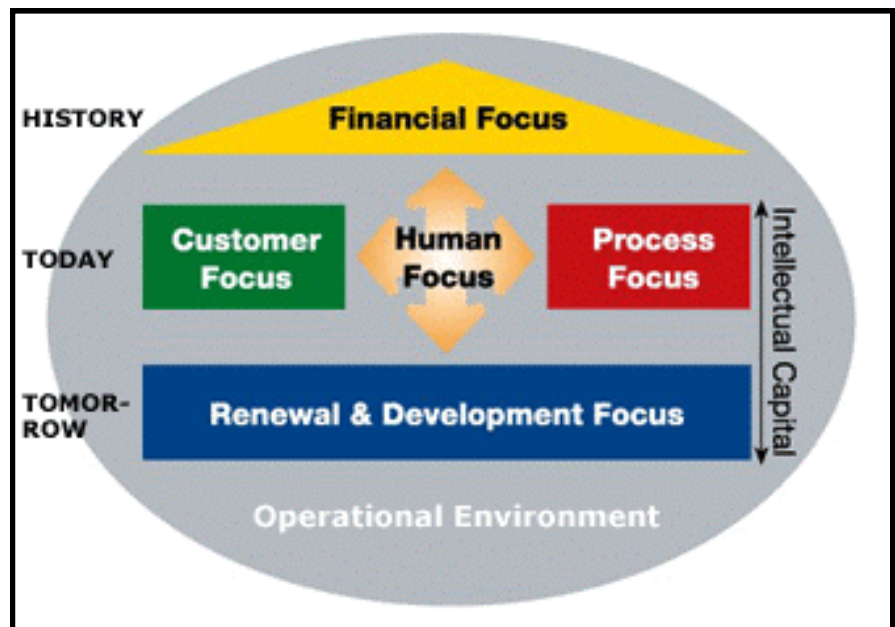 HISTORY
Financial Focus
TODAY
Customer
Focus
Human
Focus
Process
Focus
Intellectual Capital
TOMOR-
ROW
Renewal & Development Focus
Operational Environment